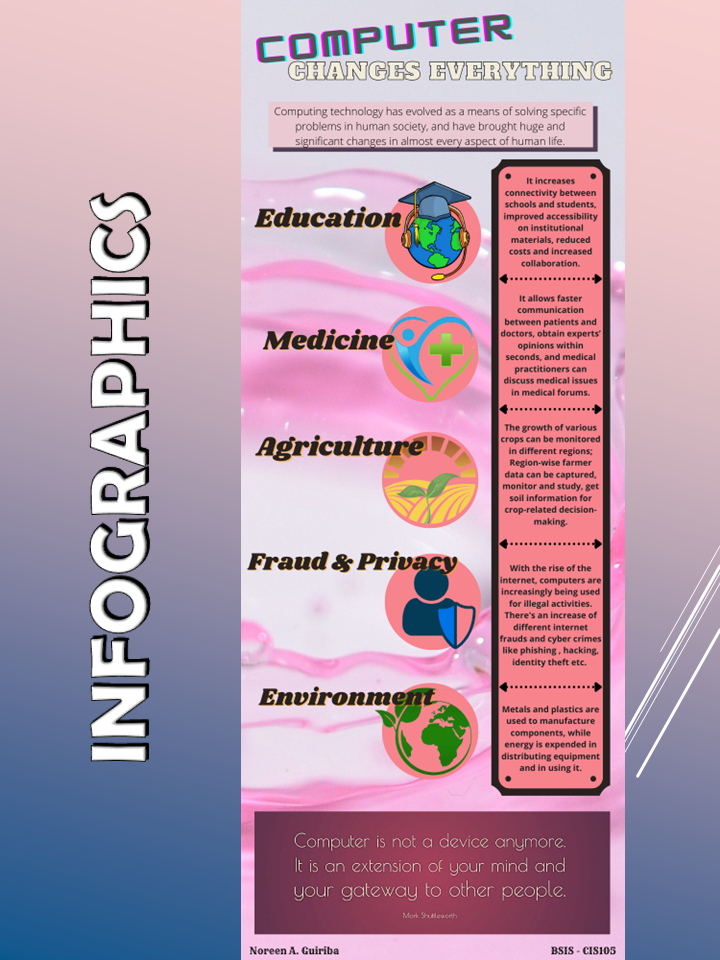 INFOGRAPHICS
COMPUTER
CHANGES EVERYTHING
Computing technology has evolved as a means of solving specific
problems in human society, and have brought huge and
significant changes in almost every aspect of human life.
Education
It increases
connectivity between
schools and students,
improved accessibility
on institutional
materials, reduced
costs and increased
collaboration.
Medicine
It allows faster
communication
between patients and
doctors, obtain experts'
opinions within
seconds, and medical
practitioners can
discuss medical issues
in medical forums.
Agriculture
The growth of various
crops can be monitored
in different regions;
Region-wise farmer
data can be captured,
monitor and study, get
soil information for
crop-related decision-
making.
Fraud & Privacy
With the rise of the
internet, computers are
increasingly being used
for illegal activities.
There's an increase of
different internet
frauds and cyber crimes
like phishing , hacking,
identity theft etc.
Environment
Metals and plastics are
used to manufacture
components, while
energy is expended in
distributing equipment
and in using it.
Computer is not a device anymore.
It is an extension of your mind and
your gateway to other people.
Mark Shuttleworth
Noreen A. Guiriba
BSIS - CIS105